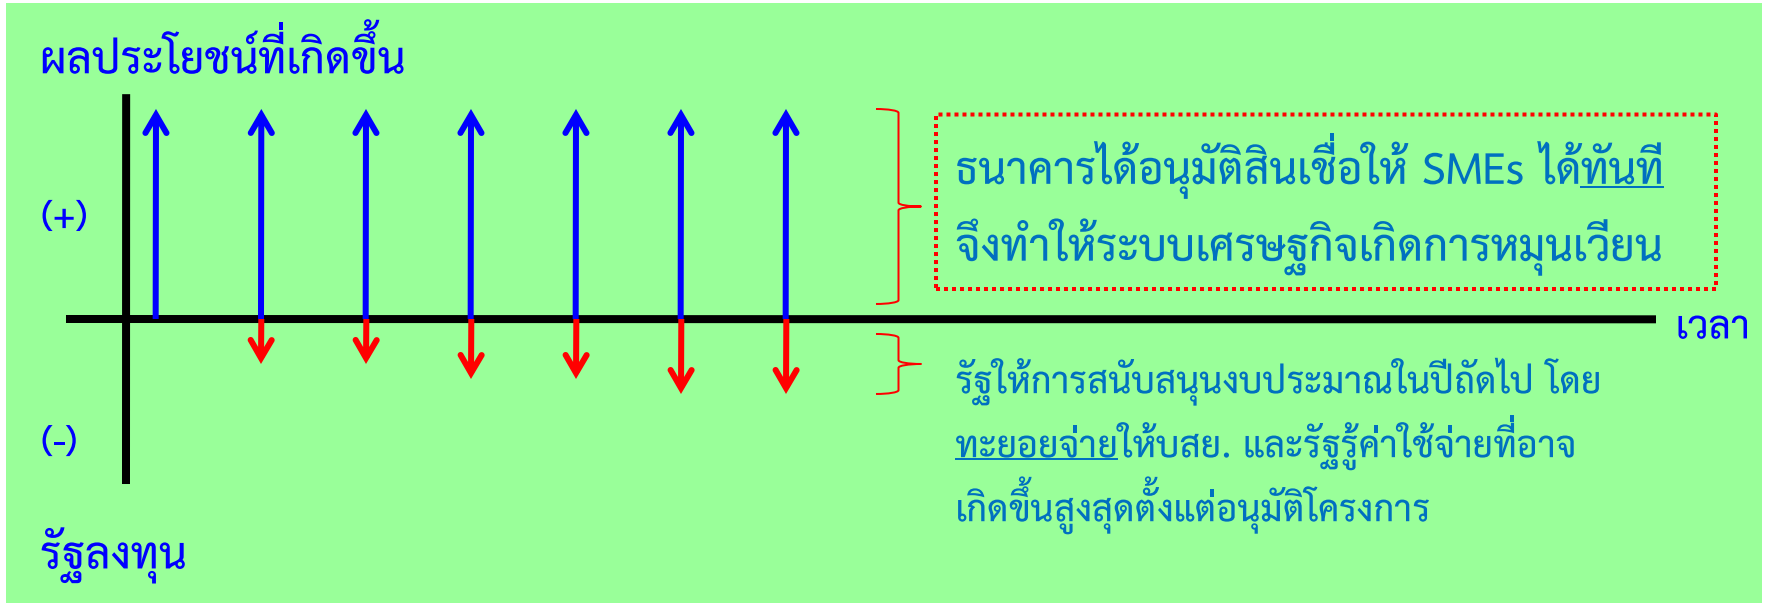 ผลประโยชน์ที่เกิดขึ้น
(+)
ธนาคารได้อนุมัติสินเชื่อให้ SMEs ได้ทันที
จึงทำให้ระบบเศรษฐกิจเกิดการหมุนเวียน
เวลา
รัฐให้การสนับสนุนงบประมาณในปีถัดไป โดย
ทะยอยจ่ายให้บสย. และรัฐรู้ค่าใช้จ่ายที่อาจ
เกิดขึ้นสูงสุดตั้งแต่อนุมัติโครงการ
(-)
รัฐลงทุน